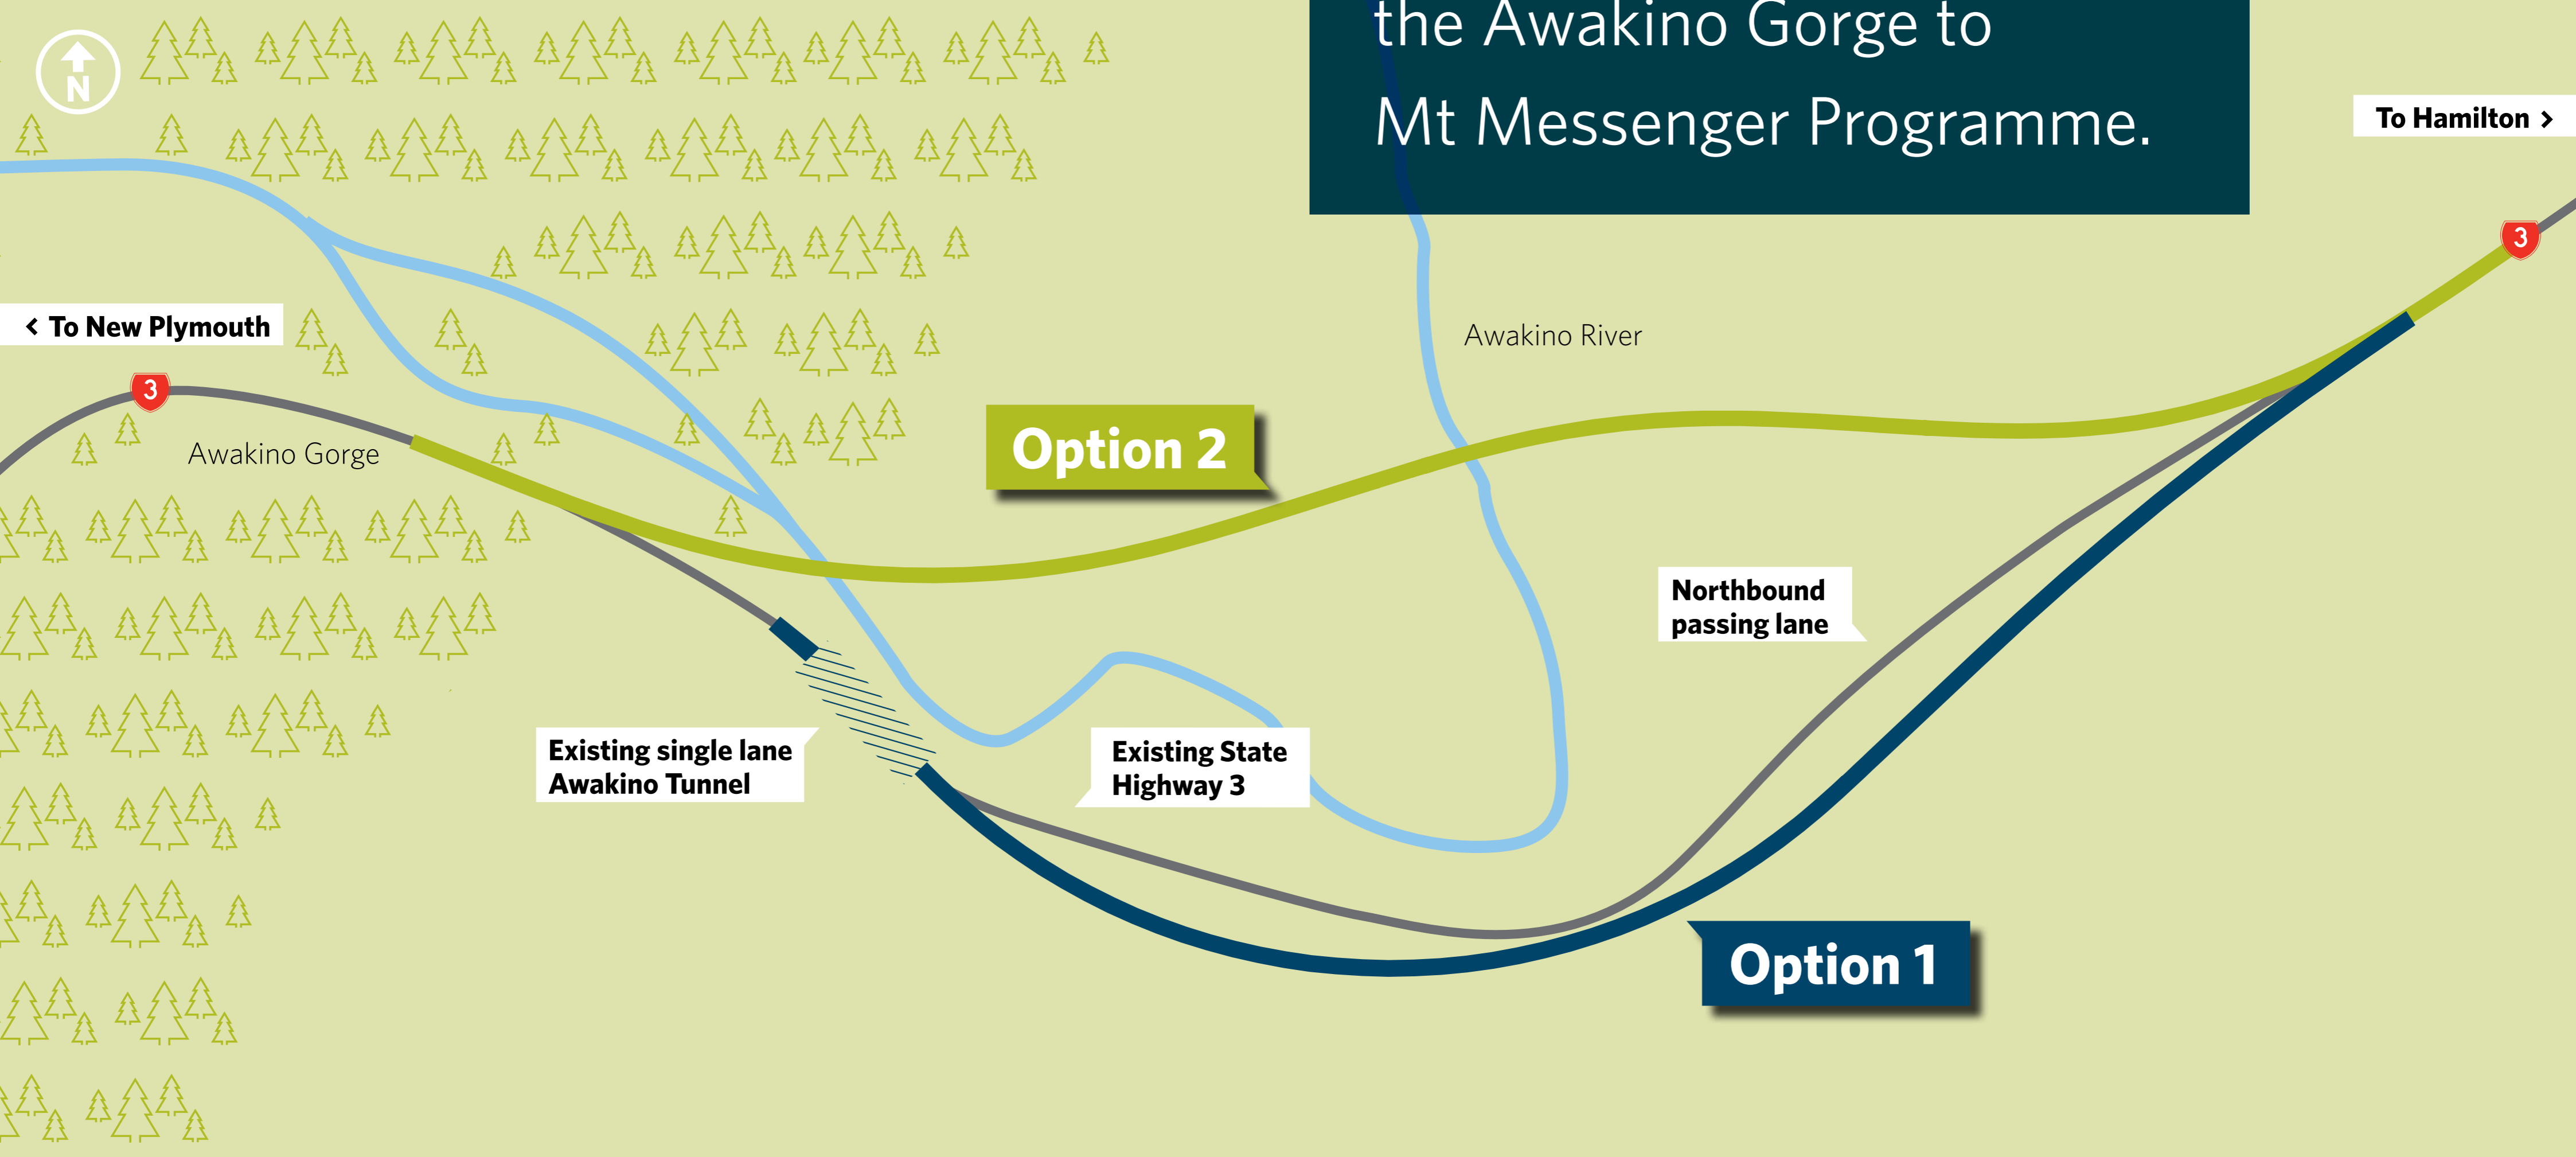 the Awakino Gorge to
Mt Messenger Programme.
N
To Hamilton >
3
< To New Plymouth
3
Awakino River
Awakino Gorge
Option 2
Northbound
passing lane
Existing single lane
Awakino Tunnel
Existing State
Highway 3
Option 1